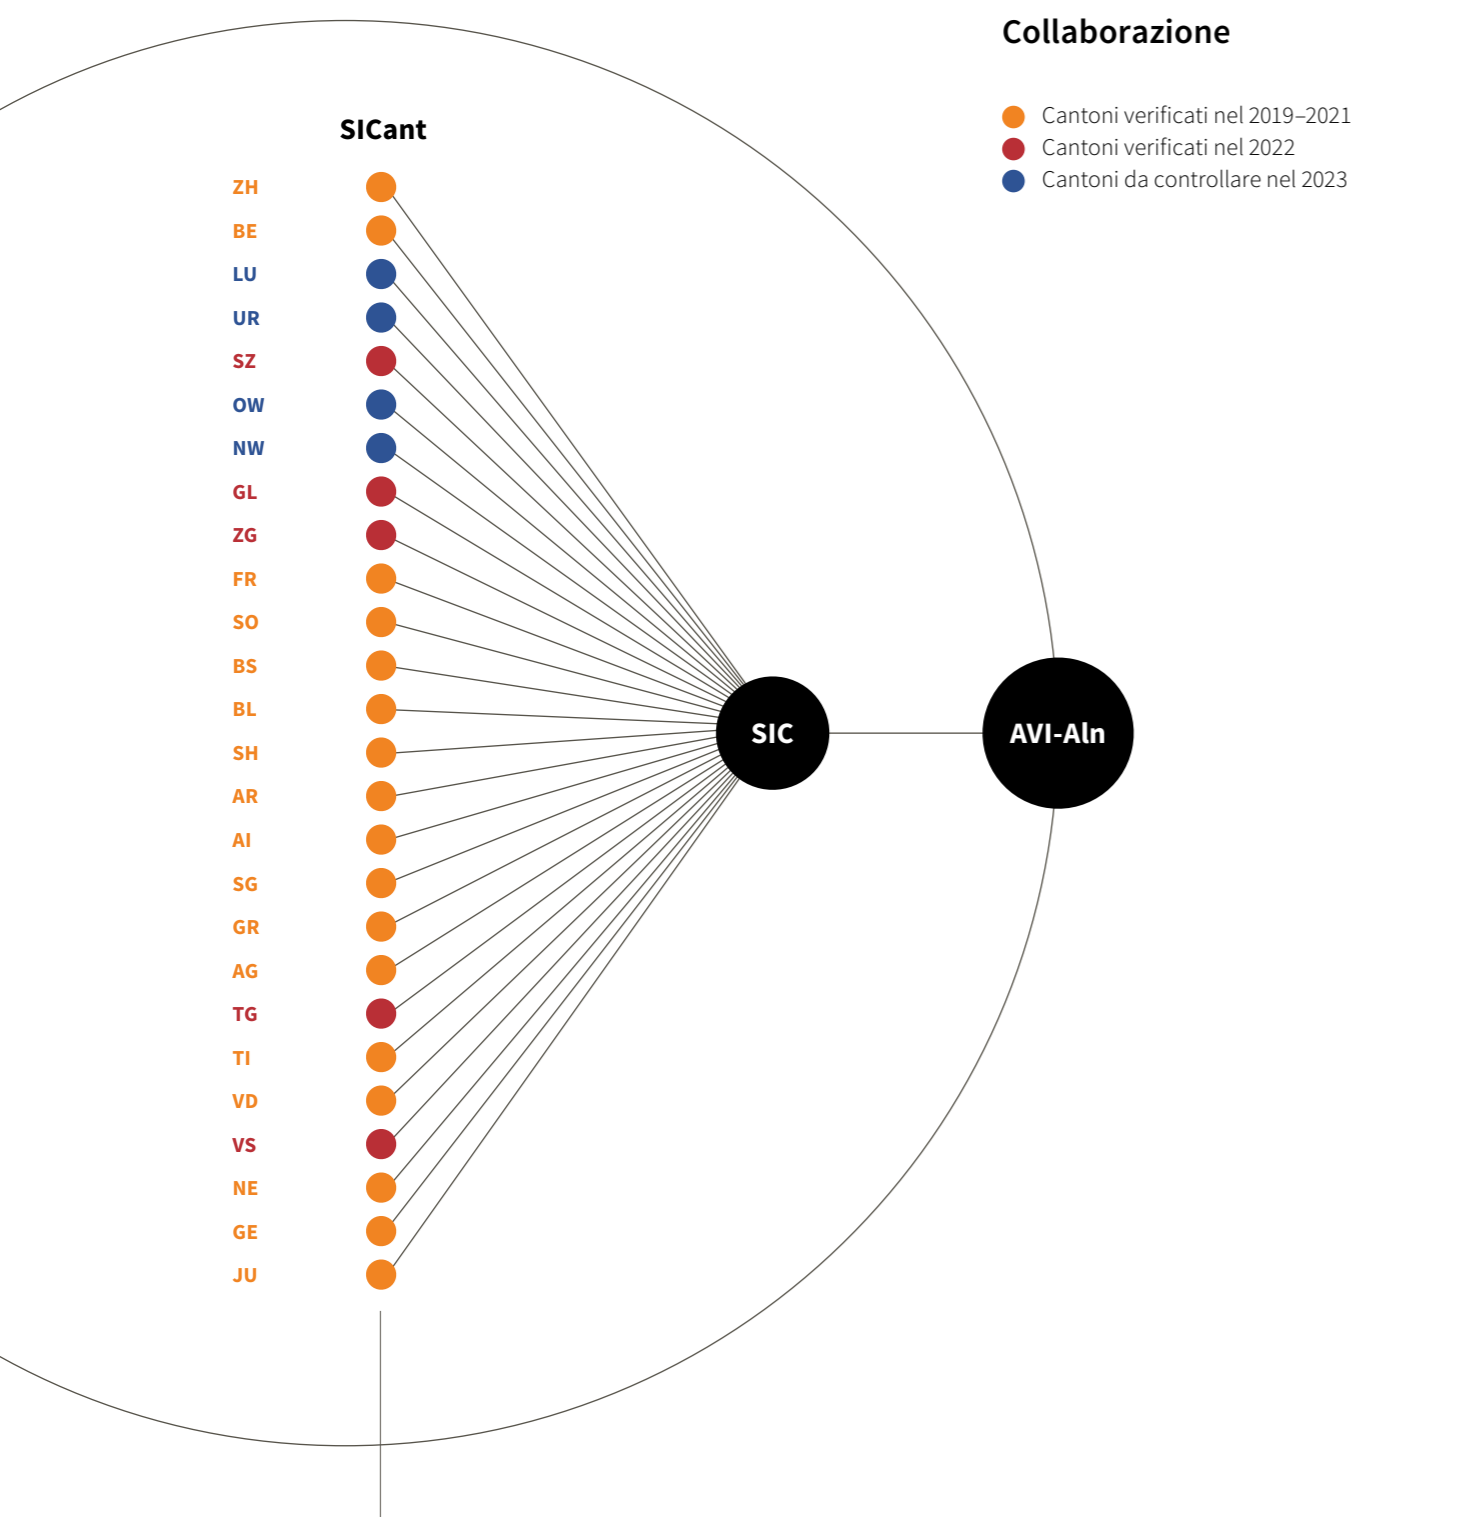 Collaborazione
Cantoni verificati nel 2019–2021
Cantoni verificati nel 2022
Cantoni da controllare nel 2023
SICant
ZH
BE
LU
UR
SZ
OW
NW
GL
ZG
FR
SO
BS
BL
SH
AR
AI
SG
GR
AG
TG
TI
VD
VS
NE
GE
JU
SIC
AVI-Aln